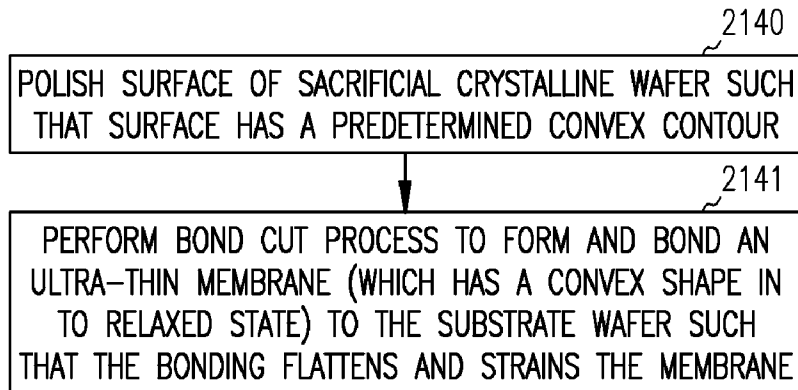 2140
POLISH SURFACE OF SACRIFICIAL CRYSTALLINE WAFER SUCH
THAT SURFACE HAS A PREDETERMINED CONVEX CONTOUR
2141
PERFORM BOND CUT PROCESS TO FORM AND BOND AN
ULTRA-THIN MEMBRANE (WHICH HAS A CONVEX SHAPE IN
TO RELAXED STATE) TO THE SUBSTRATE WAFER SUCH
THAT THE BONDING FLATTENS AND STRAINS THE MEMBRANE